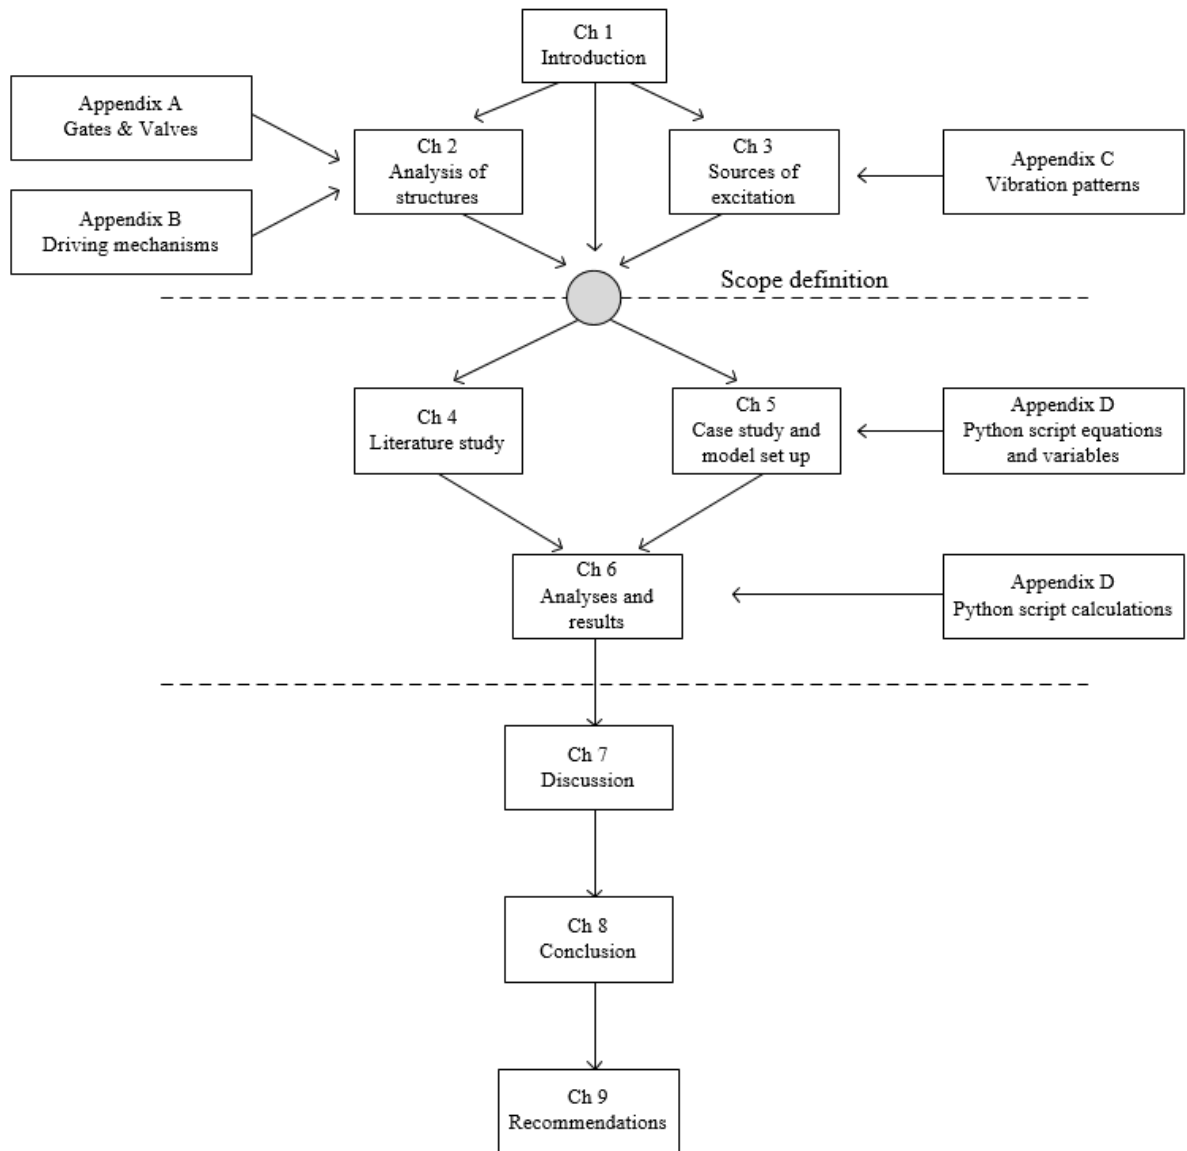 Ch 1
Introduction
Appendix A
Gates & Valves
Ch 2
Analysis of
structures
Ch 3
Sources of
excitation
Appendix C
Vibration patterns
Appendix B
Driving mechanisms
Scope definition
Ch 4
Literature study
Ch 5
Case study and
model set up
Appendix D
Python script equations
and variables
Ch 6
Analyses and
results
Appendix D
Python script calculations
Ch 7
Discussion
Ch 8
Conclusion
Ch 9
Recommendations